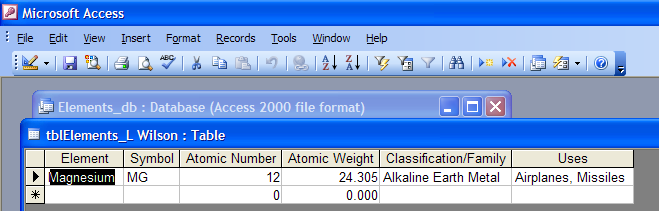 Microsoft Access
File Edit View Insert Format Records Tools Window Help
Elements_db : Database (Access 2000 file format)
tblElements_L Wilson : Table
Element Symbol Atomic Number Atomic Weight Classification/Family Uses
Magnesium MG 12 24.305 Alkaline Earth Metal Airplanes, Missiles
0 0.000